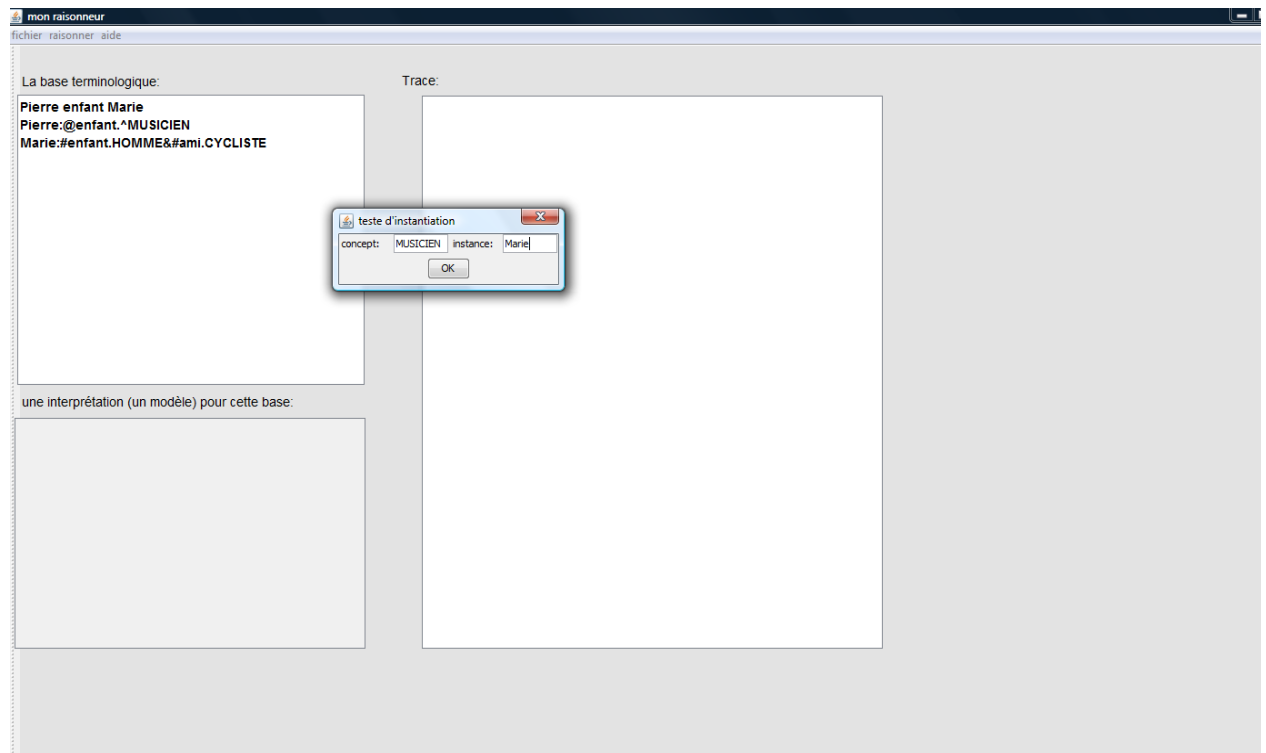 mon raisonneur
fichier raisonner aide
La base terminologique:
Trace:
Pierre enfant Marie
Pierre:@enfant.^MUSICIEN
Marie:#enfant.HOMME&#ami.CYCLISTE
teste d'instantiation
concept: MUSICIEN instance: Marie
OK
une interprétation (un modèle) pour cette base: